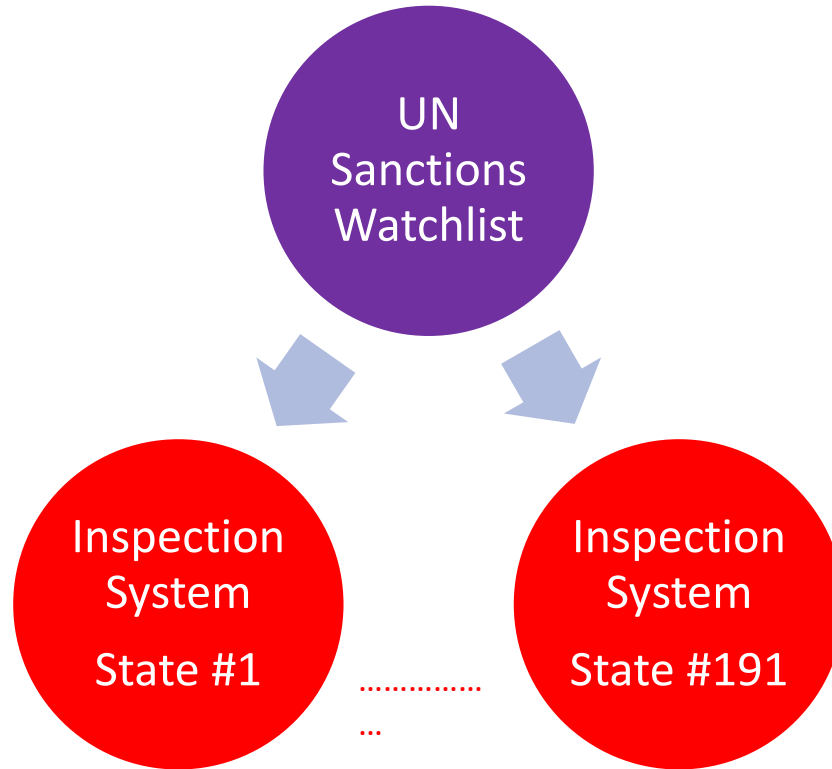 UN
Sanctions
Watchlist
Inspection
System
State #1
Inspection
System
State #191
……………
…